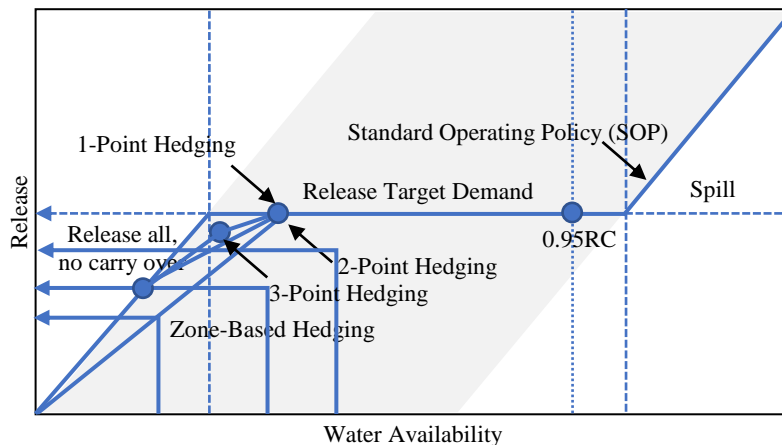 Standard Operating Policy (SOP)
1-Point Hedging
Release Target Demand
Spill
Release
Release all,
no carry over
0.95RC
2-Point Hedging
3-Point Hedging
Zone-Based Hedging
Water Availability